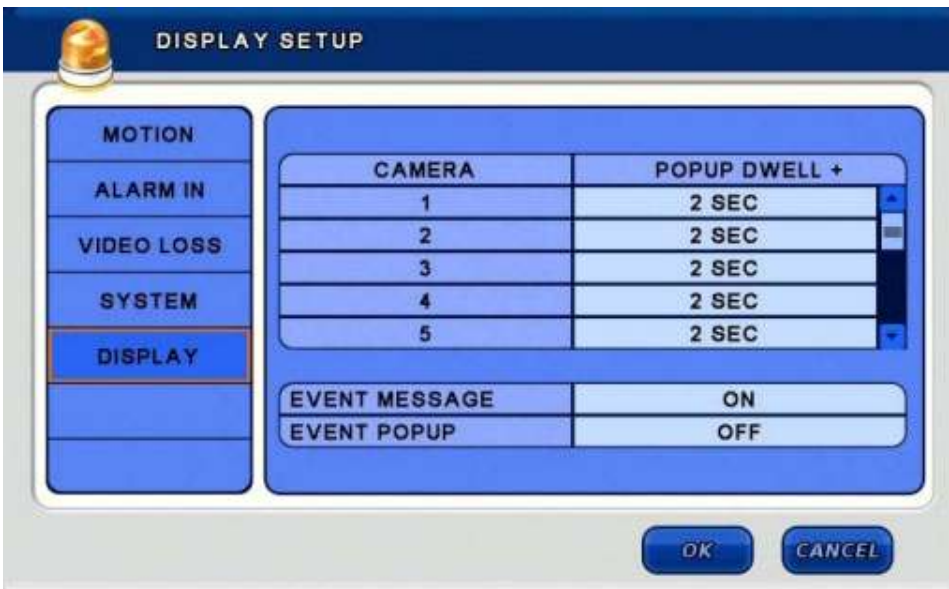 DISPLAY SETUP
MOTION
ALARM IN
VIDEO LOSS
SYSTEM
DISPLAY
CAMERA POPUP DWELL +
1 2 SEC
2 2 SEC
3 2 SEC
4 2 SEC
5 2 SEC
EVENT MESSAGE ON
EVENT POPUP OFF
OK CANCEL